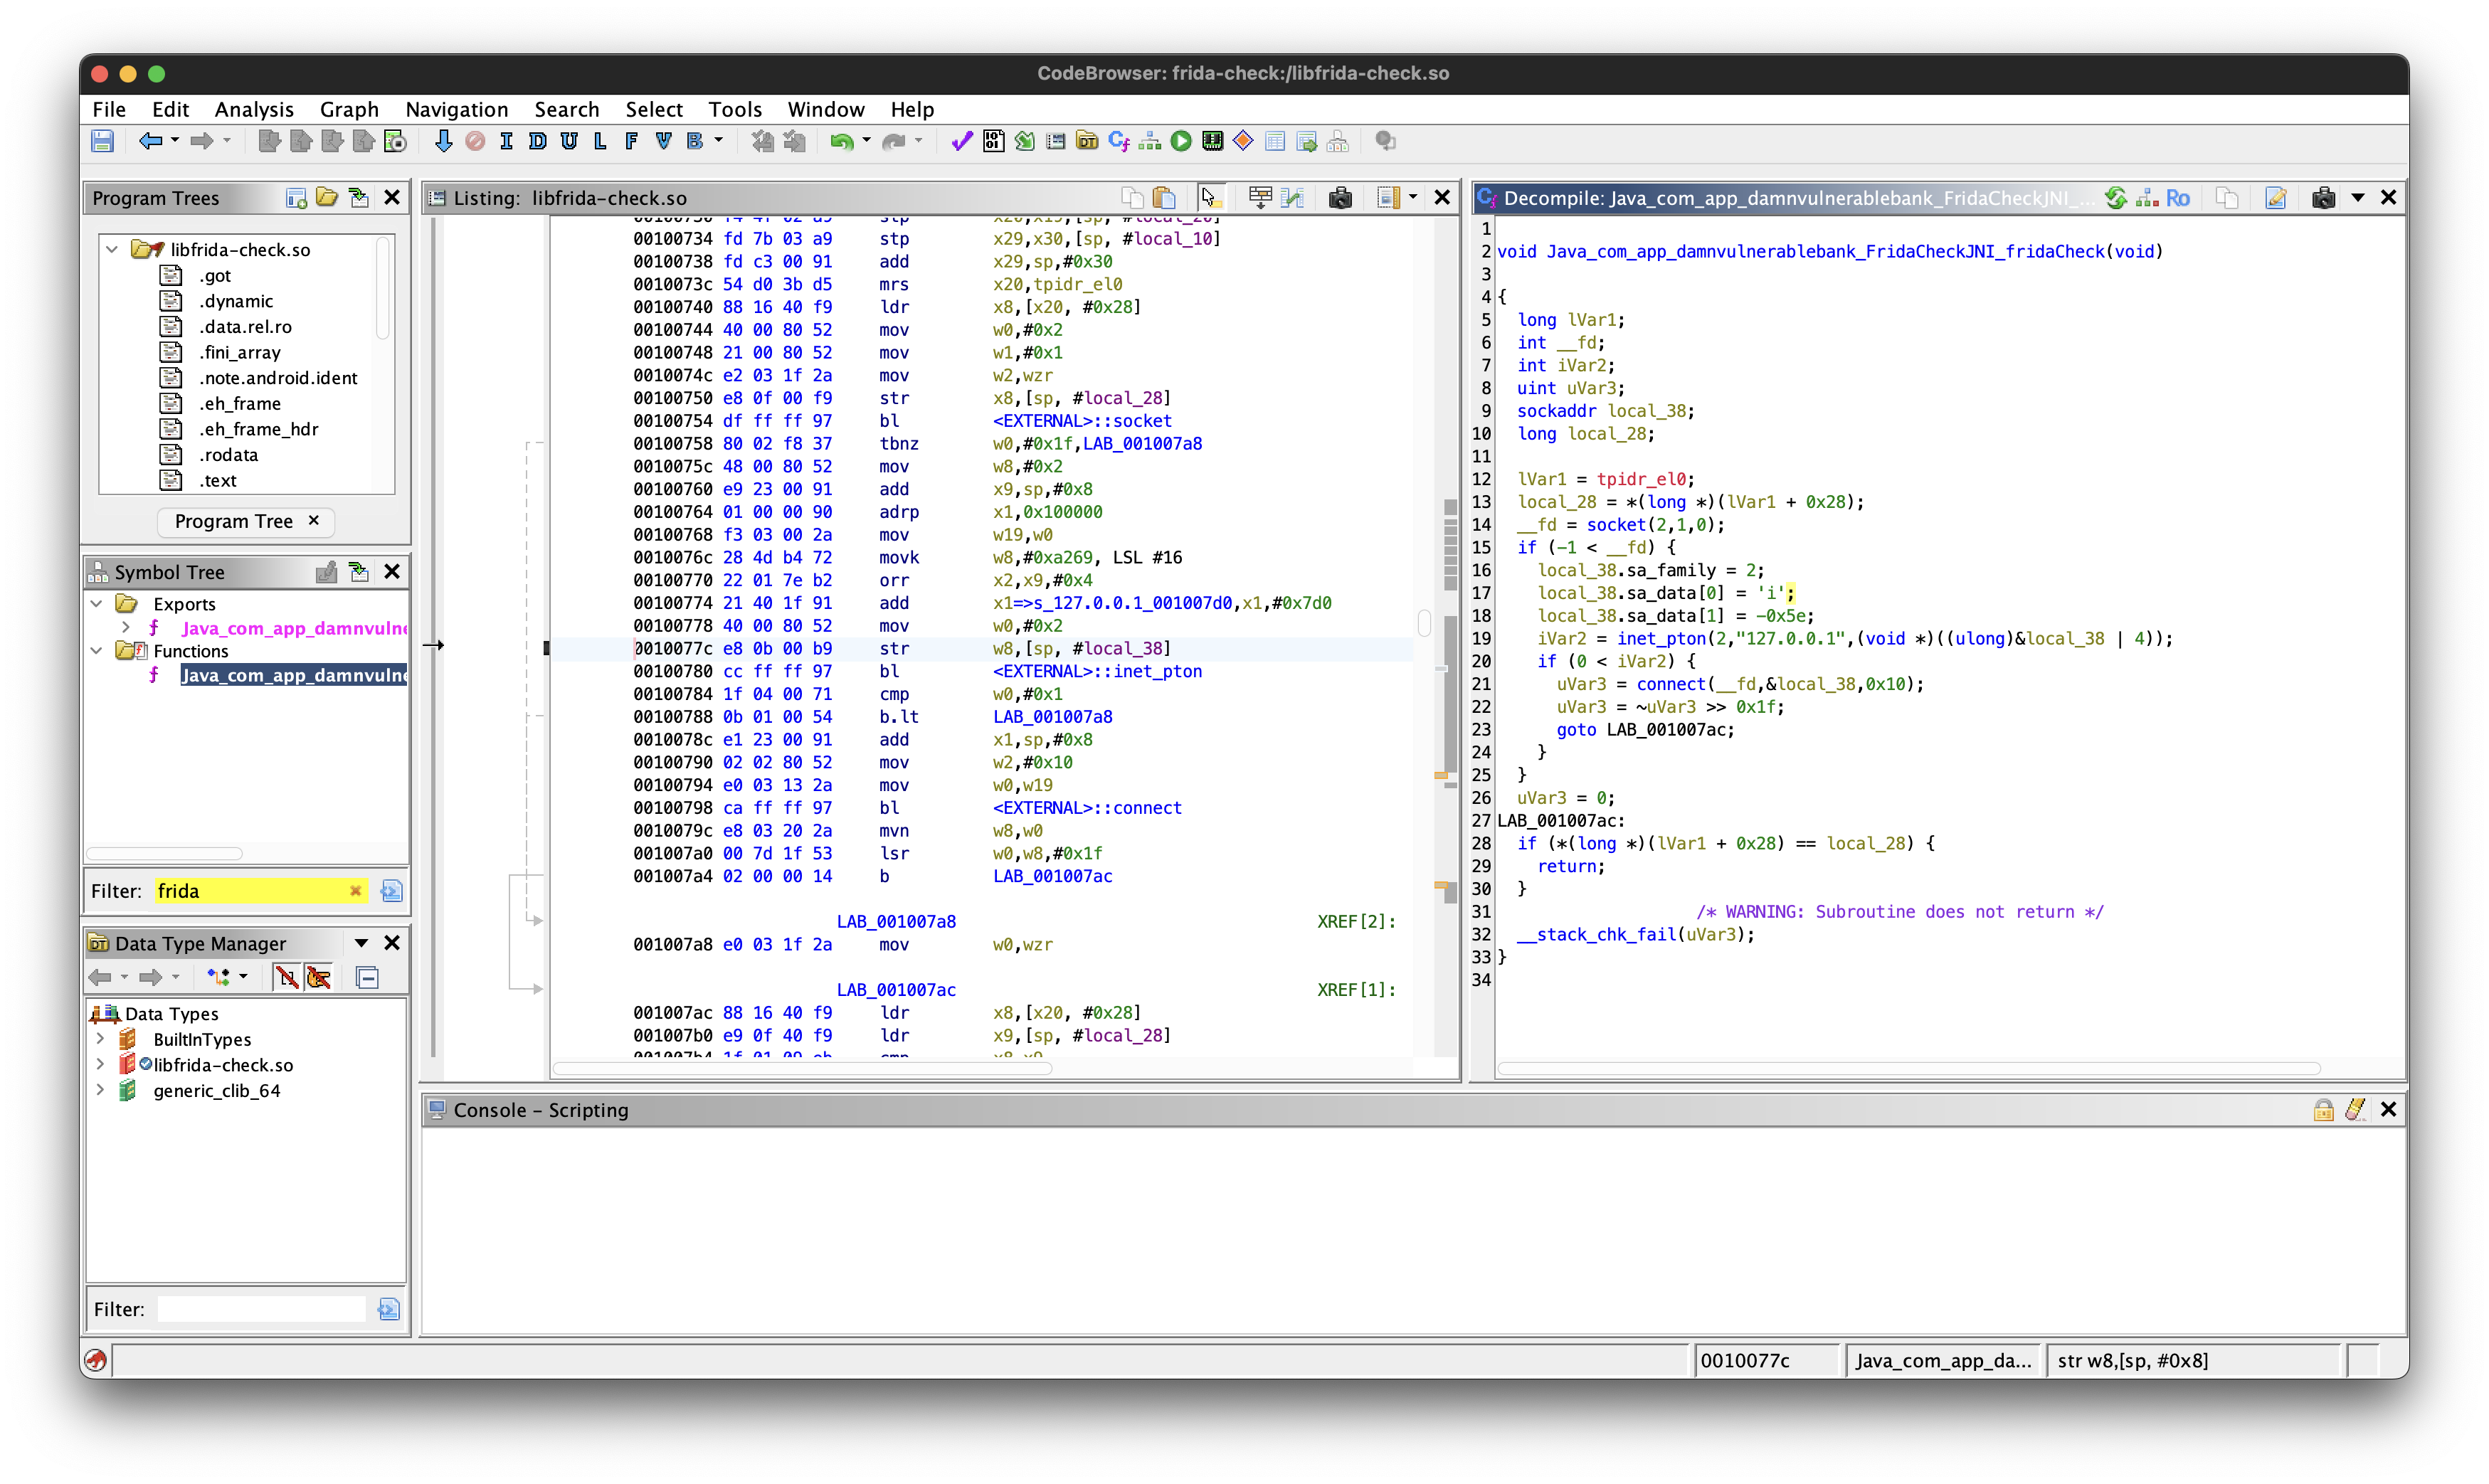 CodeBrowser: frida-check:/libfrida-check.so
File Edit Analysis Graph Navigation Search Select Tools Window Help
I D U L F V B
Program Trees
libfrida-check.so
.got
.dynamic
.data.rel.ro
.fini_array
.note.android.ident
.eh_frame
.eh_frame_hdr
.rodata
.text
Program Tree ×
Symbol Tree
Exports
Java_com_app_damnvulne
Functions
Java_com_app_damnvulne
Filter: frida
Data Type Manager
Data Types
BuiltInTypes
libfrida-check.so
generic_clib_64
Filter:
Listing: libfrida-check.so
00100734 fd 7b 03 a9 stp x29,x30,[sp, #local_10]
00100738 fd c3 00 91 add x29,sp,#0x30
0010073c 54 d0 3b d5 mrs x20,tpidr_el0
00100740 88 16 40 f9 ldr x8,[x20, #0x28]
00100744 40 00 80 52 mov w0,#0x2
00100748 21 00 80 52 mov w1,#0x1
0010074c e2 03 1f 2a mov w2,wzr
00100750 e8 0f 00 f9 str x8,[sp, #local_28]
00100754 df ff ff 97 bl <EXTERNAL>::socket
00100758 80 02 f8 37 tbnz w0,#0x1f,LAB_001007a8
0010075c 48 00 80 52 mov w8,#0x2
00100760 e9 23 00 91 add x9,sp,#0x8
00100764 01 00 00 90 adrp x1,0x100000
00100768 f3 03 00 2a mov w19,w0
0010076c 28 4d b4 72 movk w8,#0xa269, LSL #16
00100770 22 01 7e b2 orr x2,x9,#0x4
00100774 21 40 1f 91 add x1=>s_127.0.0.1_001007d0,x1,#0x7d0
00100778 40 00 80 52 mov w0,#0x2
0010077c e8 0b 00 b9 str w8,[sp, #local_38]
00100780 cc ff ff 97 bl <EXTERNAL>::inet_pton
00100784 1f 04 00 71 cmp w0,#0x1
00100788 0b 01 00 54 b.lt LAB_001007a8
0010078c e1 23 00 91 add x1,sp,#0x8
00100790 02 02 80 52 mov w2,#0x10
00100794 e0 03 13 2a mov w0,w19
00100798 ca ff ff 97 bl <EXTERNAL>::connect
0010079c e8 03 20 2a mvn w8,w0
001007a0 00 7d 1f 53 lsr w0,w8,#0x1f
001007a4 02 00 00 14 b LAB_001007ac
LAB_001007a8 XREF[2]:
001007a8 e0 03 1f 2a mov w0,wzr
LAB_001007ac XREF[1]:
001007ac 88 16 40 f9 ldr x8,[x20, #0x28]
001007b0 e9 0f 40 f9 ldr x9,[sp, #local_28]
Decompile: Java_com_app_damnvulnerablebank_FridaCheckJNI_...
Ro
1
2 void Java_com_app_damnvulnerablebank_FridaCheckJNI_fridaCheck(void)
3
4 {
5 long lVar1;
6 int __fd;
7 int iVar2;
8 uint uVar3;
9 sockaddr local_38;
10 long local_28;
11
12 lVar1 = tpidr_el0;
13 local_28 = *(long *)(lVar1 + 0x28);
14 __fd = socket(2,1,0);
15 if (-1 < __fd) {
16 local_38.sa_family = 2;
17 local_38.sa_data[0] = 'i';
18 local_38.sa_data[1] = -0x5e;
19 iVar2 = inet_pton(2,"127.0.0.1",(void *)((ulong)&local_38 | 4));
20 if (0 < iVar2) {
21 uVar3 = connect(__fd,&local_38,0x10);
22 uVar3 = ~uVar3 >> 0x1f;
23 goto LAB_001007ac;
24 }
25 }
26 uVar3 = 0;
27 LAB_001007ac:
28 if (*(long *)(lVar1 + 0x28) == local_28) {
29 return;
30 }
31 /* WARNING: Subroutine does not return */
32 __stack_chk_fail(uVar3);
33 }
34
Console - Scripting
0010077c Java_com_app_da... str w8,[sp, #0x8]